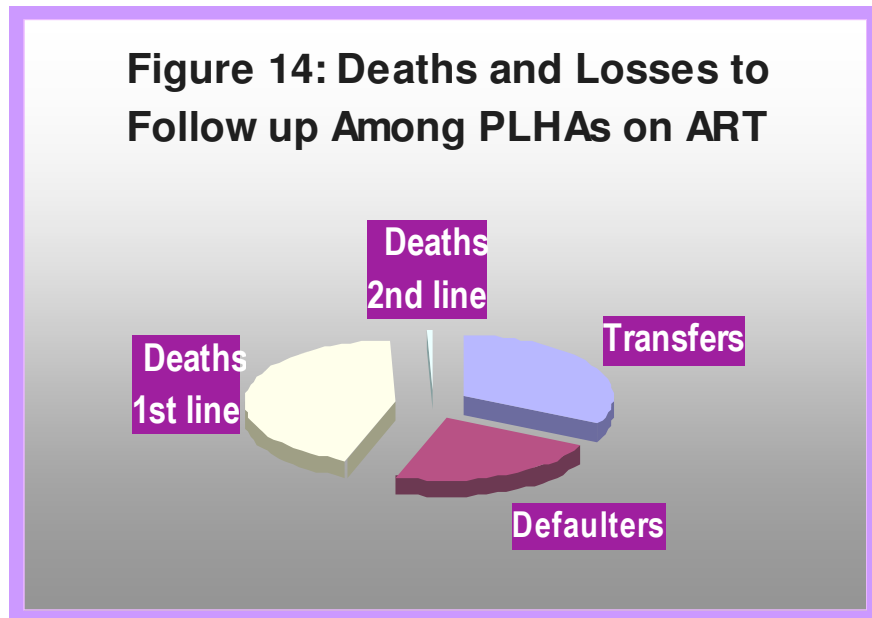 Figure 14: Deaths and Losses to
Follow up Among PLHAs on ART
Deaths
2nd line
Transfers
Deaths
1st line
Defaulters